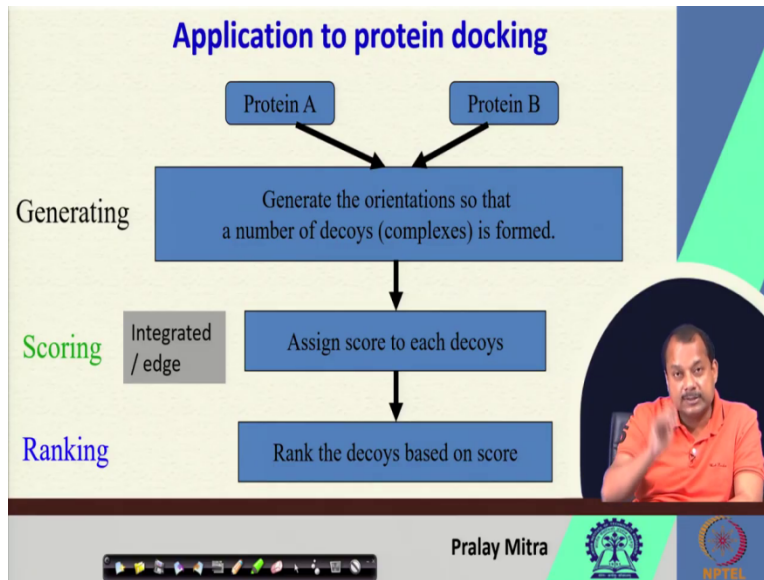 Application to protein docking
Protein A
Protein B
Generating
Generate the orientations so that
a number of decoys (complexes) is formed.
Scoring
Integrated
/ edge
Assign score to each decoys
Ranking
Rank the decoys based on score
Pralay Mitra
NPTEL